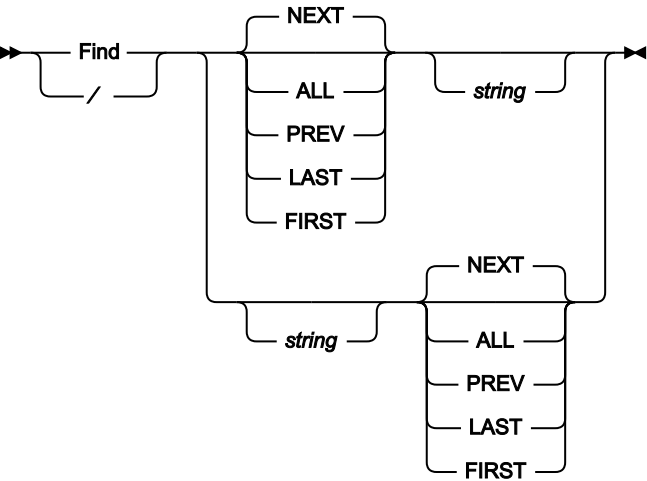 NEXT
Find
/
ALL
string
PREV
LAST
FIRST
NEXT
string
ALL
PREV
LAST
FIRST